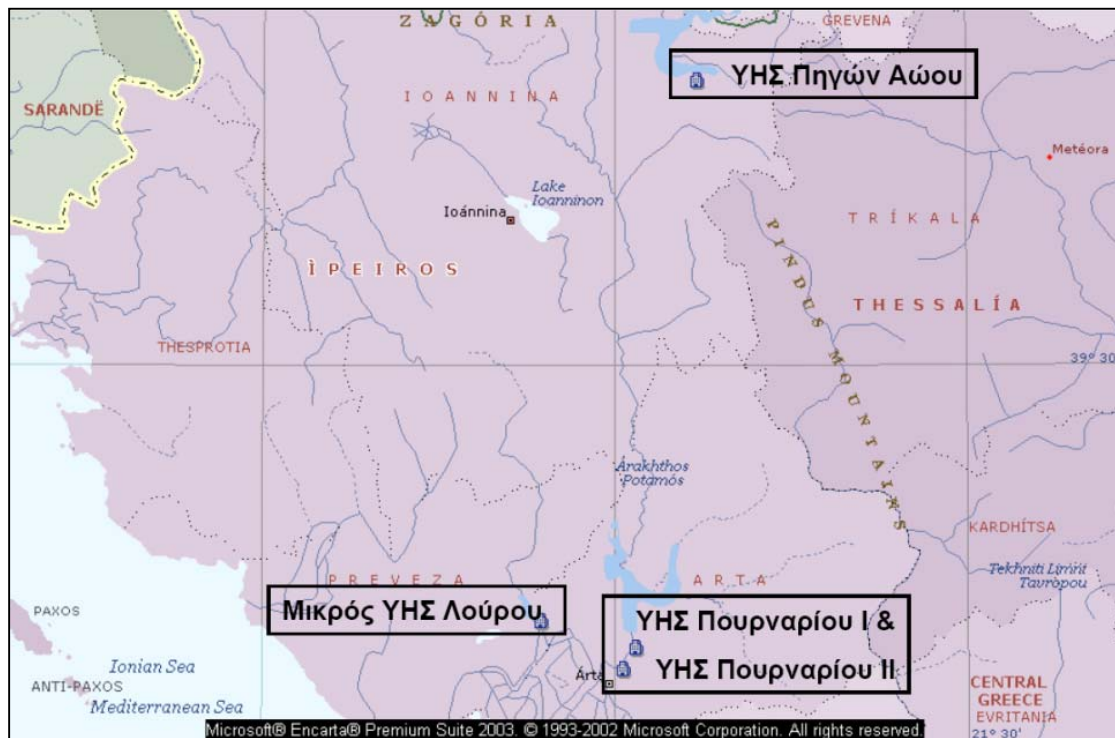 ZAGÓRIA
GREVENA
ΥΗΣ Πηγών Αώου
SARANDË
IOANNINA
Metéora
Lake
Ioanninon
Ioánnina
TRÍKALA
ÌPEIROS
PINDUS MOUNTAINS
THESSALÍA
THESPROTIA
39° 30
Árakhthos
Potamós
KARDHÍTSA
Tekhniti Limni
Tavropou
PREVEZA
ARTA
Μικρός ΥΗΣ Λούρου
ΥΗΣ Πουρναρίου Ι &
ΥΗΣ Πουρναρίου ΙΙ
PAXOS
Ionian Sea
Árta
ANTI-PAXOS
Mediterranean Sea
CENTRAL
GREECE
EVRITANIA
21° 30'
Microsoft® Encarta® Premium Suite 2003. © 1993-2002 Microsoft Corporation. All rights reserved.